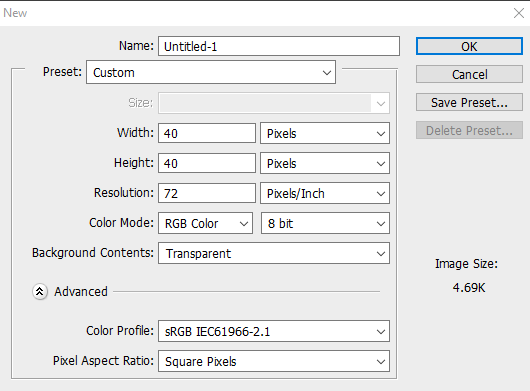 New
Name: Untitled-1
OK
Preset: Custom
Cancel
Size:
Save Preset...
Width: 40 Pixels
Delete Preset...
Height: 40 Pixels
Resolution: 72 Pixels/Inch
Color Mode: RGB Color 8 bit
Background Contents: Transparent
Image Size:
4.69K
Advanced
Color Profile: sRGB IEC61966-2.1
Pixel Aspect Ratio: Square Pixels